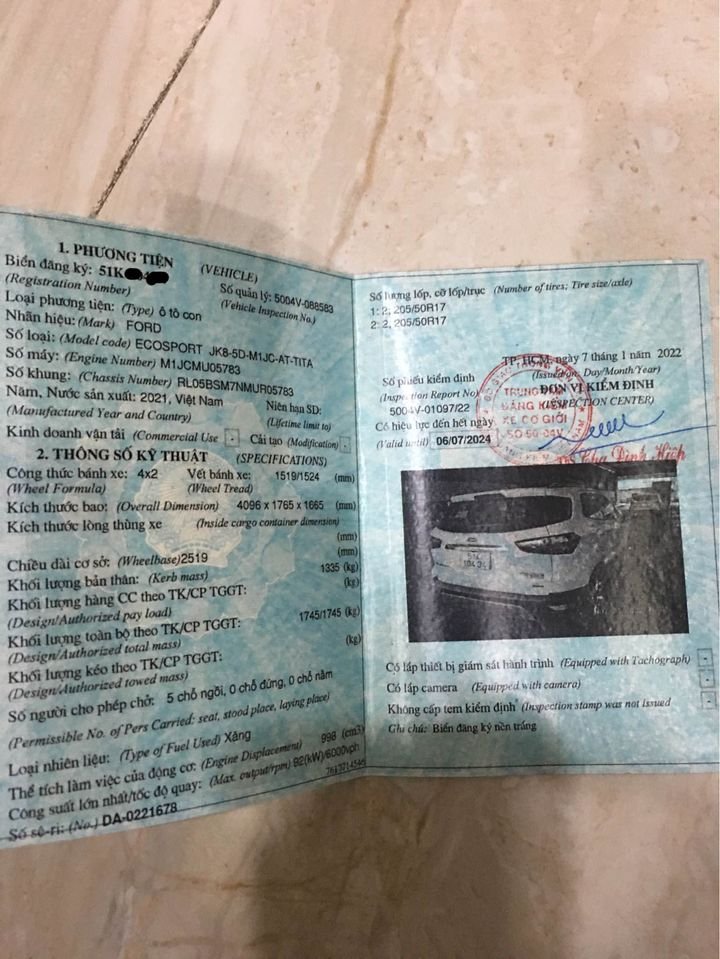 1. PHƯƠNG TIỆN (VEHICLE)
Biển đăng ký: 51K
(Registration Number)
Số quản lý: 5004V-088583
(Vehicle Inspection No.)
Loại phương tiện: (Type) ô tô con
Nhãn hiệu: (Mark) FORD
Số loại: (Model code) ECOSPORT JK8-5D-M1JC-AT-TITA
Số máy: (Engine Number) M1JCMU05783
Số khung: (Chassis Number) RL05BSM7NMUR05783
Năm, Nước sản xuất: 2021, Việt Nam
(Manufactured Year and Country)
Niên hạn SD:
(Lifetime limit to)
Kinh doanh vận tải (Commercial Use) Cải tạo (Modification)
2. THÔNG SỐ KỸ THUẬT (SPECIFICATIONS)
Công thức bánh xe: 4x2 Vết bánh xe: 1519/1524 (mm)
(Wheel Formula) (Wheel Tread)
Kích thước bao: (Overall Dimension) 4096 x 1765 x 1665 (mm)
Kích thước lòng thùng xe (Inside cargo container dimension)
(mm)
Chiều dài cơ sở: (Wheelbase) 2519 (mm)
Khối lượng bản thân: (Kerb mass) 1335 (kg)
Khối lượng hàng CC theo TK/CP TGGT: (kg)
(Design/Authorized pay load)
Khối lượng toàn bộ theo TK/CP TGGT: 1745/1745 (kg)
(Design/Authorized total mass)
Khối lượng kéo theo TK/CP TGGT: (kg)
(Design/Authorized towed mass)
Số người cho phép chở: 5 chỗ ngồi, 0 chỗ đứng, 0 chỗ nằm
(Permissible No. of Pers Carried: seat, stood place, laying place)
Loại nhiên liệu: (Type of Fuel Used) Xăng
Thể tích làm việc của động cơ: (Engine Displacement) 998 (cm3)
Công suất lớn nhất/tốc độ quay: (Max. output/rpm) 92(kW)/6000vph
Số sê-ri: (No.) DA-0221678
Số lượng lốp, cỡ lốp/trục (Number of tires; Tire size/axle)
1: 2, 205/50R17
2: 2, 205/50R17
TP. HCM, ngày 7 tháng 1 năm 2022
(Issued on: Day/Month/Year)
Số phiếu kiểm định
(Inspection Report No)
5004V-01097/22
ĐƠN VỊ KIỂM ĐỊNH
(INSPECTION CENTER)
TRUNG
ĐĂNG KIỂM
XE CƠ GIỚI
SỐ 50-04V
Có hiệu lực đến hết ngày
(Valid until) 06/07/2024
Có lắp thiết bị giám sát hành trình (Equipped with Tachograph)
Có lắp camera (Equipped with camera)
Không cấp tem kiểm định (Inspection stamp was not issued
Ghi chú: Biển đăng ký nền trắng